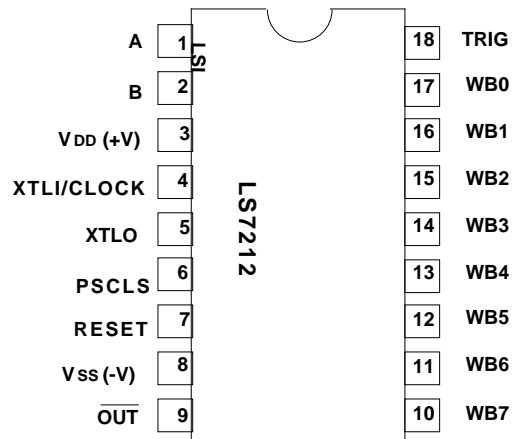 A 1 LSI 18 TRIG
B 2 17 WB0
VDD (+V) 3 16 WB1
XTLI/CLOCK 4 15 WB2
LS7212
XTLO 5 14 WB3
PSCLS 6 13 WB4
RESET 7 12 WB5
VSS (-V) 8 11 WB6
OUT 9 10 WB7